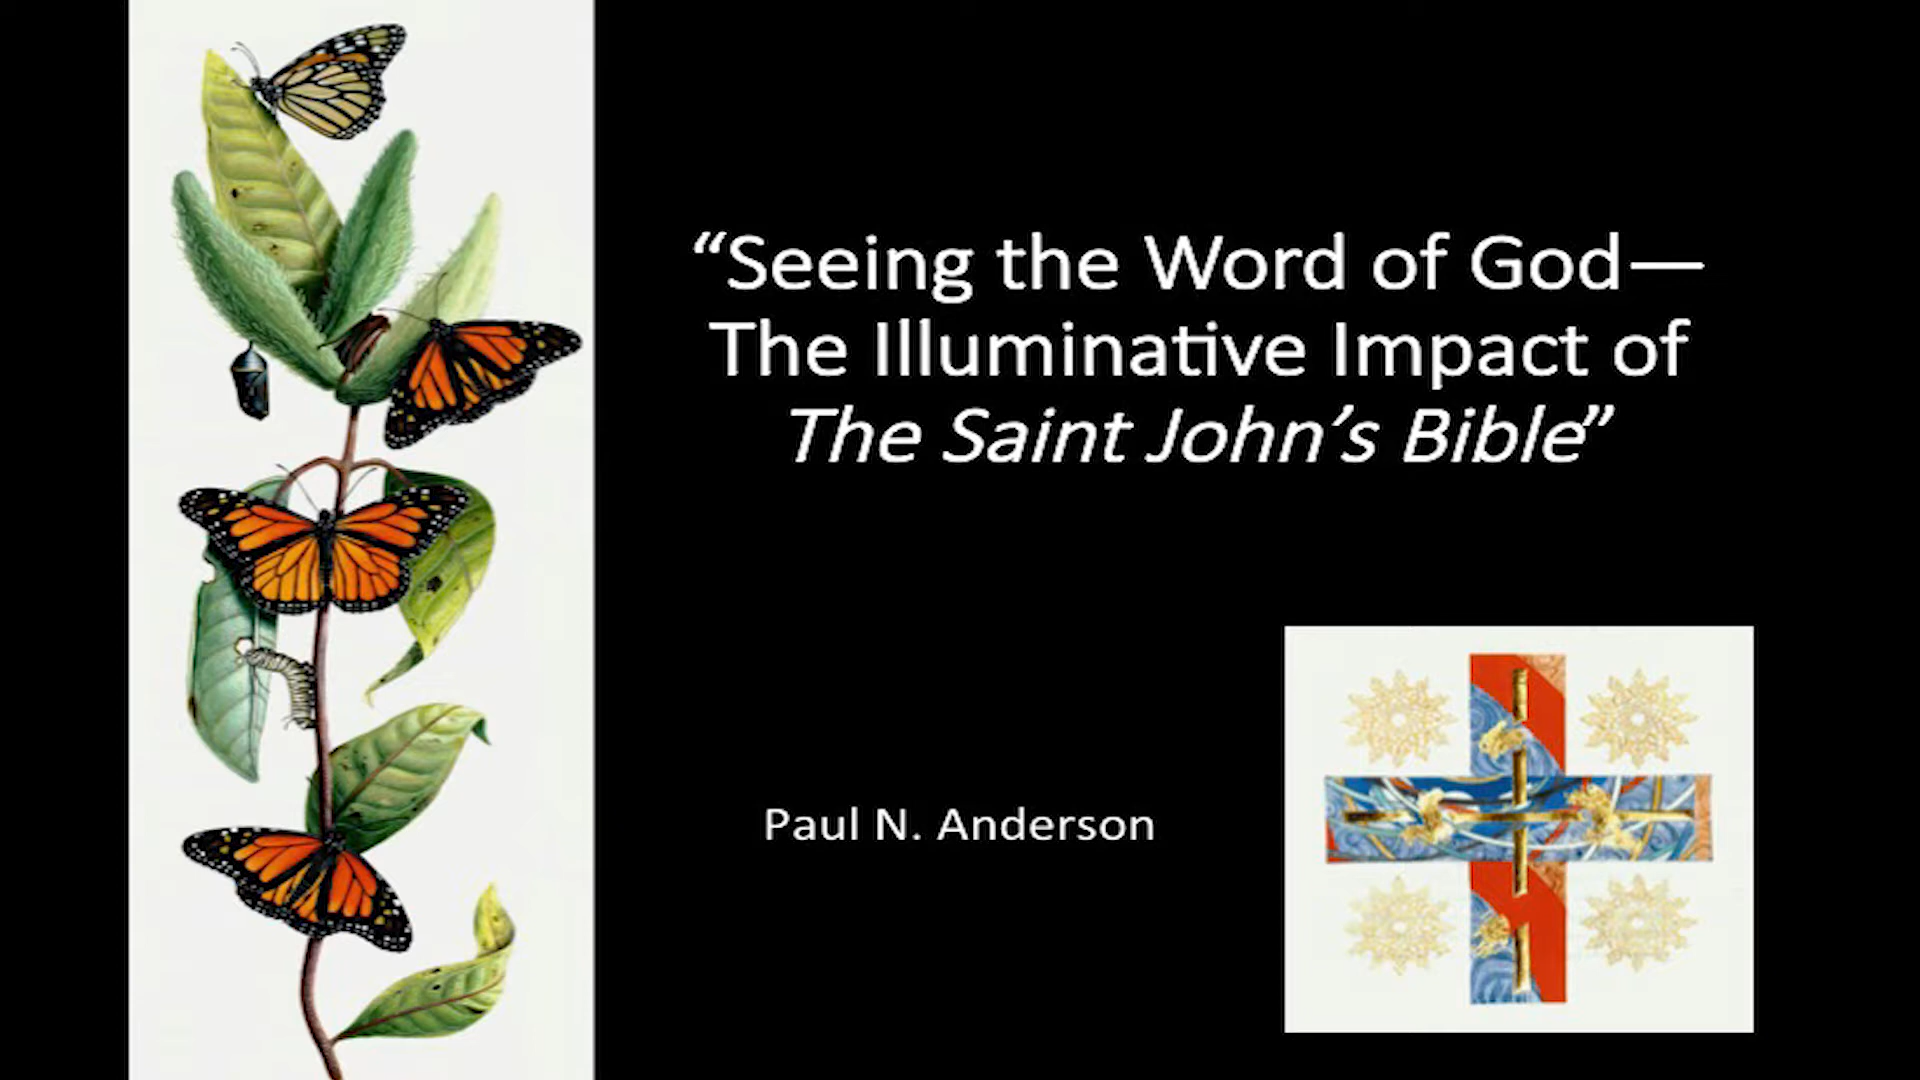 “Seeing the Word of God—
The Illuminative Impact of
The Saint John’s Bible”
Paul N. Anderson